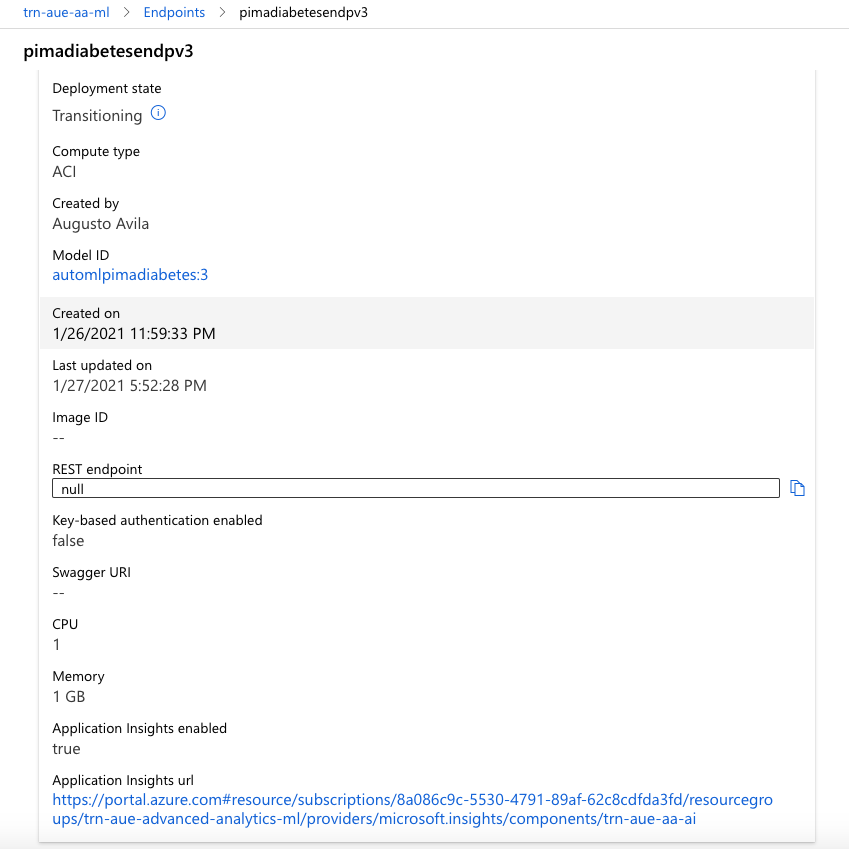 trn-aue-aa-ml > Endpoints > pimadiabetesendpv3
pimadiabetesendpv3
Deployment state
Transitioning
Compute type
ACI
Created by
Augusto Avila
Model ID
automlpimadiabetes:3
Created on
1/26/2021 11:59:33 PM
Last updated on
1/27/2021 5:52:28 PM
Image ID
--
REST endpoint
null
Key-based authentication enabled
false
Swagger URI
--
CPU
1
Memory
1 GB
Application Insights enabled
true
Application Insights url
https://portal.azure.com#resource/subscriptions/8a086c9c-5530-4791-89af-62c8cdfda3fd/resourcegro
ups/trn-aue-advanced-analytics-ml/providers/microsoft.insights/components/trn-aue-aa-ai